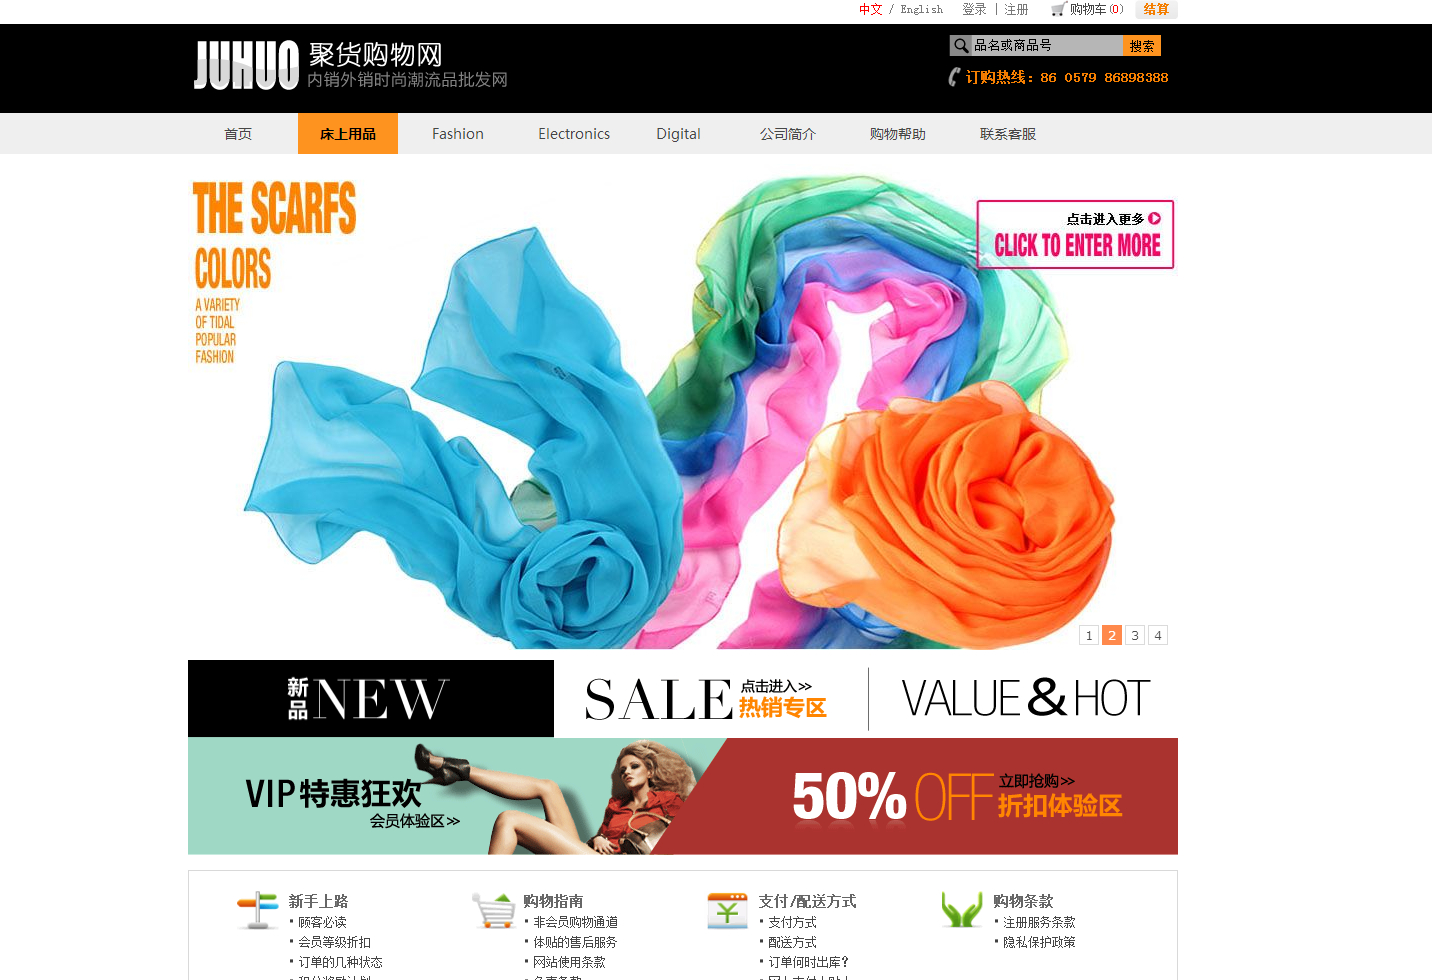 中文 / English 登录 | 注册 购物车(0) 结算
JUHUO 聚货购物网
内销外销时尚潮流品批发网
品名或商品号 搜索
订购热线：86 0579 86898388
首页 床上用品 Fashion Electronics Digital 公司简介 购物帮助 联系客服
THE SCARFS
COLORS
A VARIETY
OF TIDAL
POPULAR
FASHION
点击进入更多
CLICK TO ENTER MORE
1 2 3 4
新品 NEW
SALE 点击进入>>
热销专区
VALUE & HOT
VIP特惠狂欢
会员体验区>>
50% OFF 立即抢购>>
折扣体验区
新手上路
顾客必读
会员等级折扣
订单的几种状态
积分奖励计划
购物指南
非会员购物通道
体贴的售后服务
网站使用条款
免责条款
支付/配送方式
支付方式
配送方式
订单何时出库?
购物条款
注册服务条款
隐私保护政策